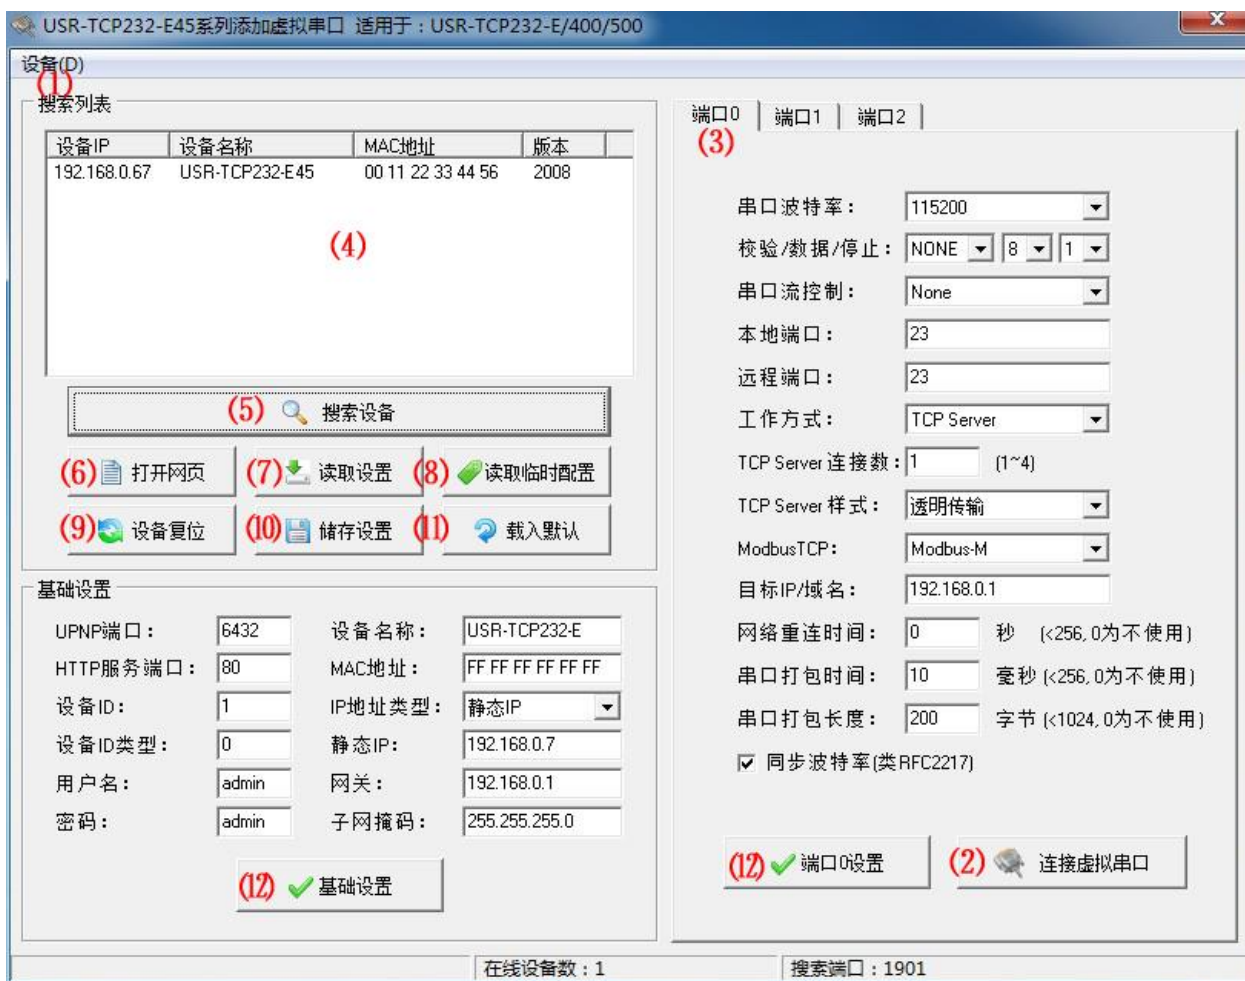 USR-TCP232-E45系列添加虚拟串口 适用于：USR-TCP232-E/400/500
设备(D)
(1)
搜索列表
设备IP 设备名称 MAC地址 版本
192.168.0.67 USR-TCP232-E45 00 11 22 33 44 56 2008
(4)
(5) 搜索设备
(6) 打开网页 (7) 读取设置 (8) 读取临时配置
(9) 设备复位 (10) 储存设置 (11) 载入默认
基础设置
UPNP端口： 6432 设备名称： USR-TCP232-E
HTTP服务端口： 80 MAC地址： FF FF FF FF FF FF
设备ID： 1 IP地址类型： 静态IP
设备ID类型： 0 静态IP： 192.168.0.7
用户名： admin 网关： 192.168.0.1
密码： admin 子网掩码： 255.255.255.0
(12) 基础设置
端口0 端口1 端口2
(3)
串口波特率： 115200
校验/数据/停止： NONE 8 1
串口流控制： None
本地端口： 23
远程端口： 23
工作方式： TCP Server
TCP Server 连接数： 1 (1~4)
TCP Server 样式： 透明传输
ModbusTCP： Modbus-M
目标IP/域名： 192.168.0.1
网络重连时间： 0 秒 (<256, 0为不使用)
串口打包时间： 10 毫秒 (<256, 0为不使用)
串口打包长度： 200 字节 (<1024, 0为不使用)
同步波特率(类RFC2217)
(12) 端口0设置 (2) 连接虚拟串口
在线设备数：1 搜索端口：1901